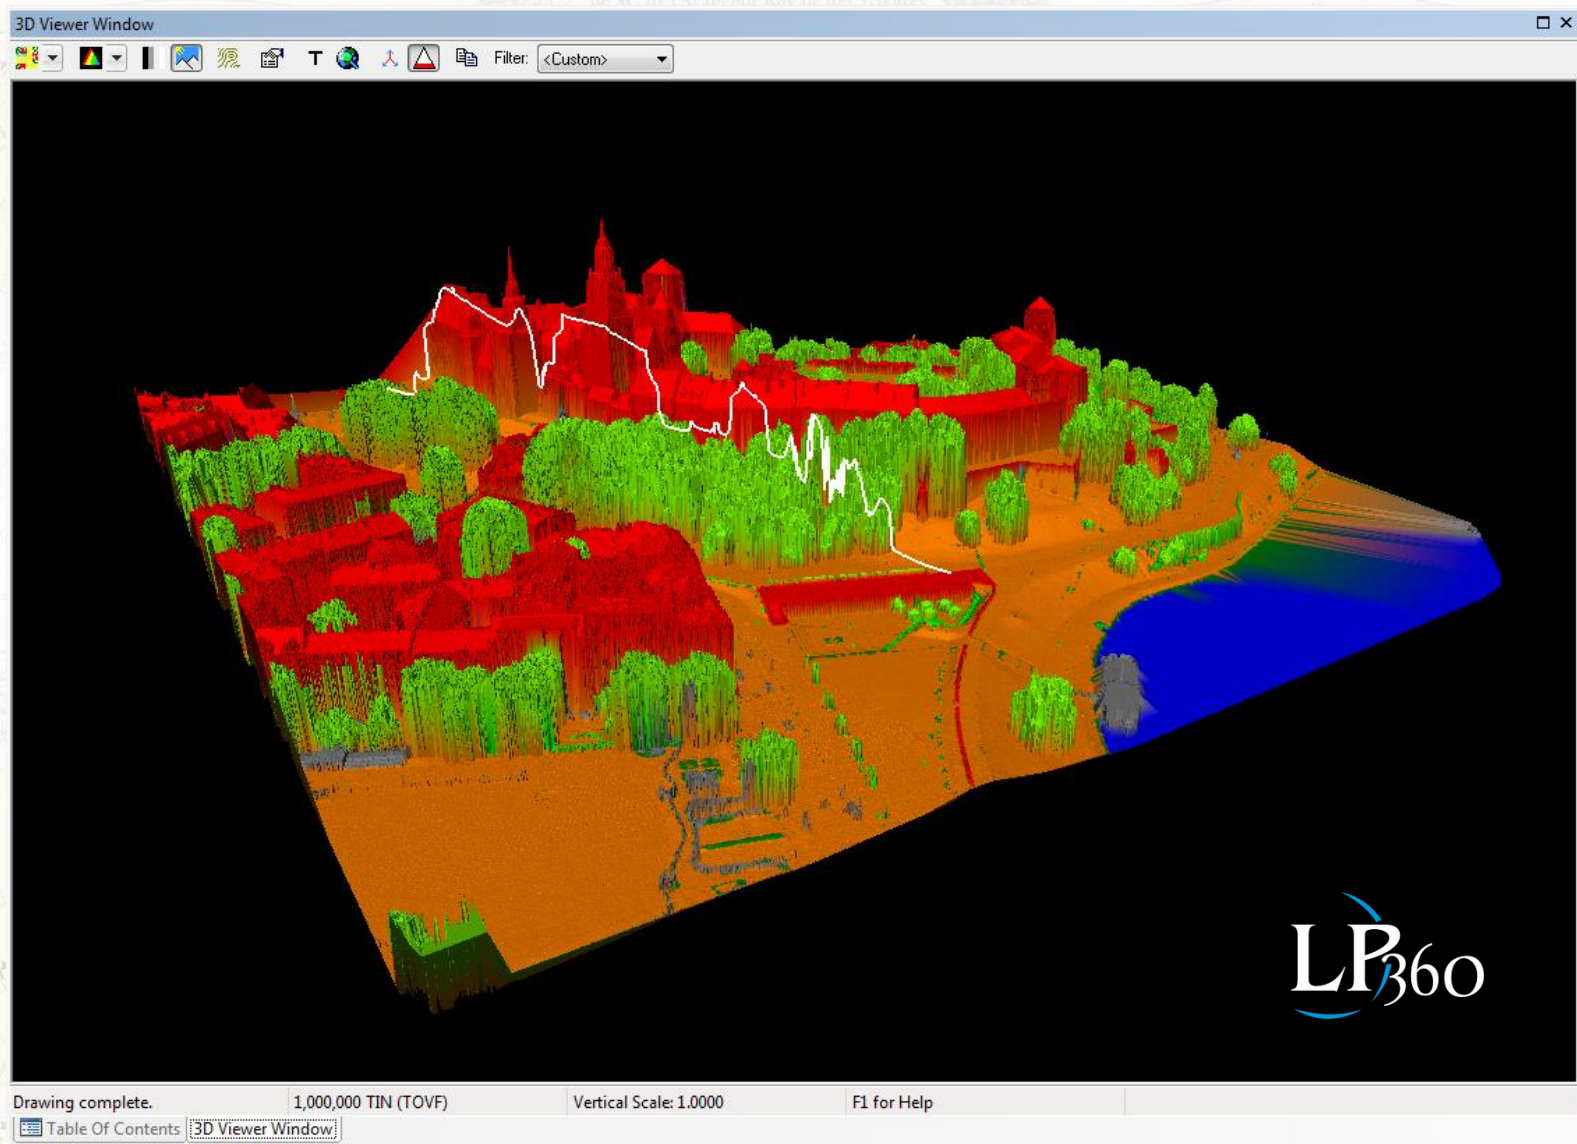 3D Viewer Window
T Filter: <Custom>
LP360
Drawing complete. 1,000,000 TIN (TOVF) Vertical Scale: 1.0000 F1 for Help
Table Of Contents 3D Viewer Window